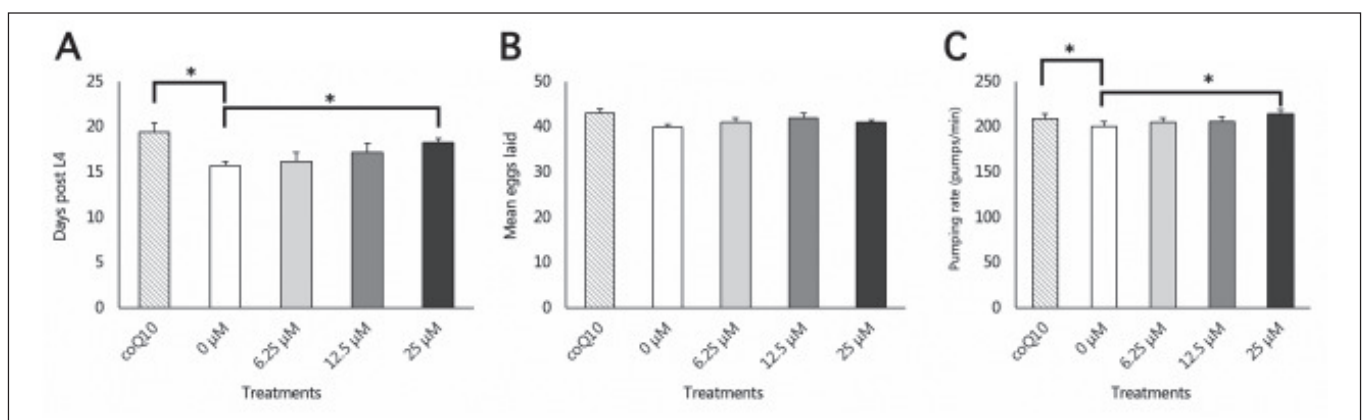 A
Days post L4
25
20
15
10
5
0
*
*
coQ10
0 µM
6.25 µM
12.5 µM
25 µM
Treatments
B
Mean eggs laid
50
40
30
20
10
0
coQ10
0 µM
6.25 µM
12.5 µM
25 µM
Treatments
C
Pumping rate (pumps/min)
250
200
150
100
50
0
*
*
coQ10
0 µM
6.25 µM
12.5 µM
25 µM
Treatments